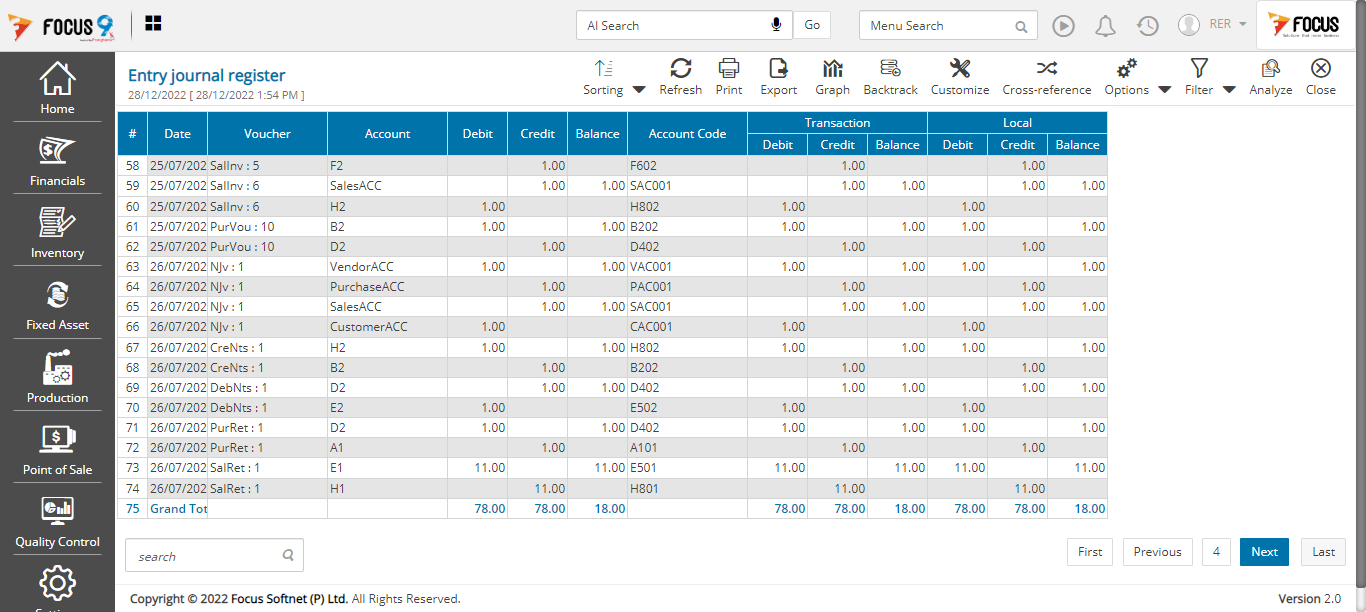 FOCUS 9
AI Search
Go
Menu Search
RER
FOCUS
Home
Financials
Inventory
Fixed Asset
Production
Point of Sale
Quality Control
Entry journal register
28/12/2022 [ 28/12/2022 1:54 PM ]
Sorting Refresh Print Export Graph Backtrack Customize Cross-reference Options Filter Analyze Close
Transaction Local
# Date Voucher Account Debit Credit Balance Account Code Debit Credit Balance Debit Credit Balance
58 25/07/202 SalInv : 5 F2 1.00 F602 1.00 1.00
59 25/07/202 SalInv : 6 SalesACC 1.00 1.00 SAC001 1.00 1.00 1.00 1.00
60 25/07/202 SalInv : 6 H2 1.00 H802 1.00 1.00
61 25/07/202 PurVou : 10 B2 1.00 1.00 B202 1.00 1.00 1.00 1.00
62 25/07/202 PurVou : 10 D2 1.00 D402 1.00 1.00
63 26/07/202 NJv : 1 VendorACC 1.00 1.00 VAC001 1.00 1.00 1.00 1.00
64 26/07/202 NJv : 1 PurchaseACC 1.00 PAC001 1.00 1.00
65 26/07/202 NJv : 1 SalesACC 1.00 1.00 SAC001 1.00 1.00 1.00 1.00
66 26/07/202 NJv : 1 CustomerACC 1.00 CAC001 1.00 1.00
67 26/07/202 CreNts : 1 H2 1.00 1.00 H802 1.00 1.00 1.00 1.00
68 26/07/202 CreNts : 1 B2 1.00 B202 1.00 1.00
69 26/07/202 DebNts : 1 D2 1.00 1.00 D402 1.00 1.00 1.00 1.00
70 26/07/202 DebNts : 1 E2 1.00 E502 1.00 1.00
71 26/07/202 PurRet : 1 D2 1.00 1.00 D402 1.00 1.00 1.00 1.00
72 26/07/202 PurRet : 1 A1 1.00 A101 1.00 1.00
73 26/07/202 SalRet : 1 E1 11.00 11.00 E501 11.00 11.00 11.00 11.00
74 26/07/202 SalRet : 1 H1 11.00 H801 11.00 11.00
75 Grand Tot 78.00 78.00 18.00 78.00 78.00 18.00 78.00 78.00 18.00
search
First Previous 4 Next Last
Copyright © 2022 Focus Softnet (P) Ltd. All Rights Reserved.
Version 2.0